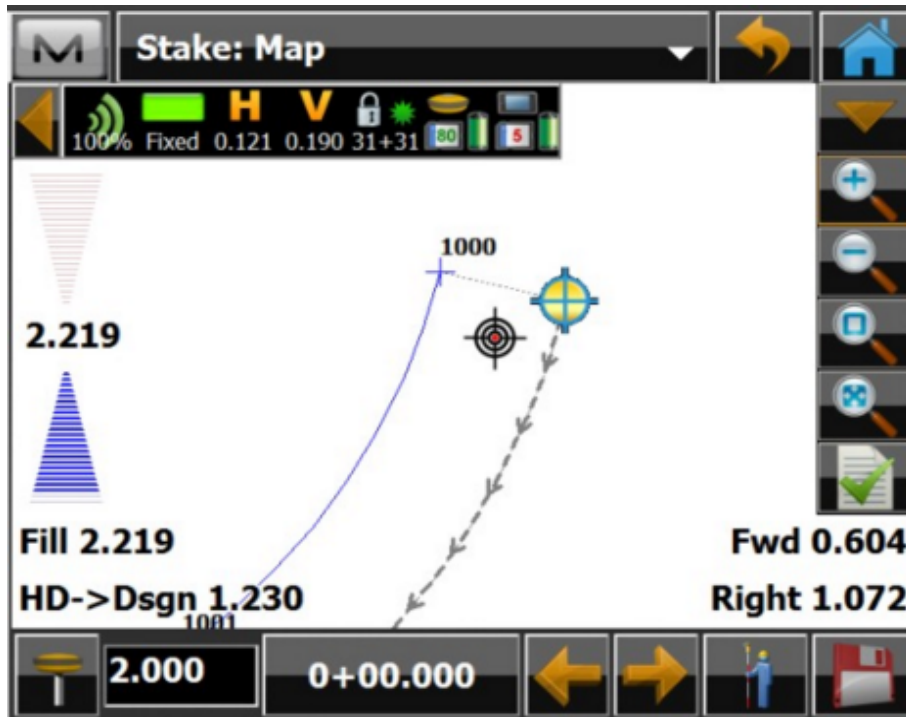 Stake: Map
100% Fixed H 0.121 V 0.190 31+31 80 5
1000
2.219
Fill 2.219
Fwd 0.604
HD->Dsgn 1.230
Right 1.072
1001
2.000
0+00.000